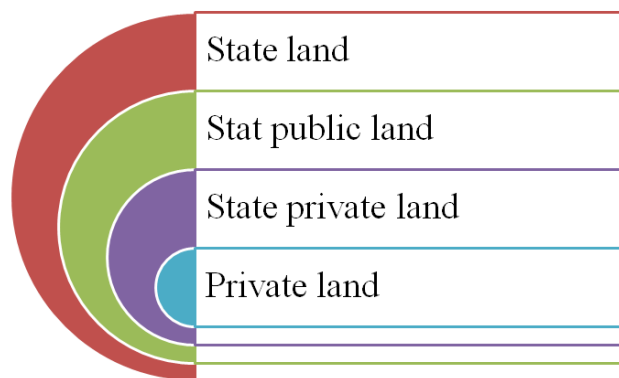 State land
Stat public land
State private land
Private land